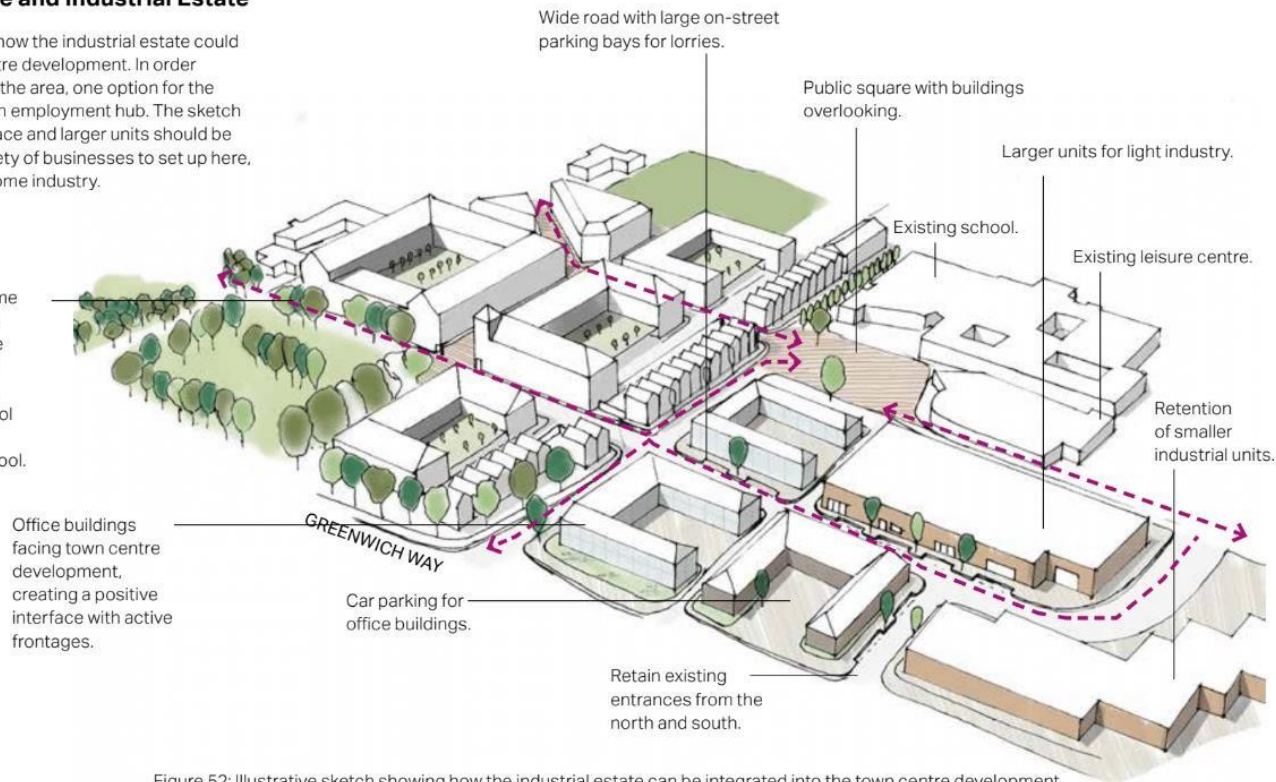 e and Industrial Estate
how the industrial estate could
tre development. In order
the area, one option for the
n employment hub. The sketch
ace and larger units should be
ety of businesses to set up here,
ome industry.
Wide road with large on-street
parking bays for lorries.
Public square with buildings
overlooking.
Larger units for light industry.
Existing school.
Existing leisure centre.
me
e
ol
ool.
Retention
of smaller
industrial units.
Office buildings
facing town centre
development,
creating a positive
interface with active
frontages.
GREENWICH WAY
Car parking for
office buildings.
Retain existing
entrances from the
north and south.
Figure 52: Illustrative sketch showing how the industrial estate can be integrated into the town centre development